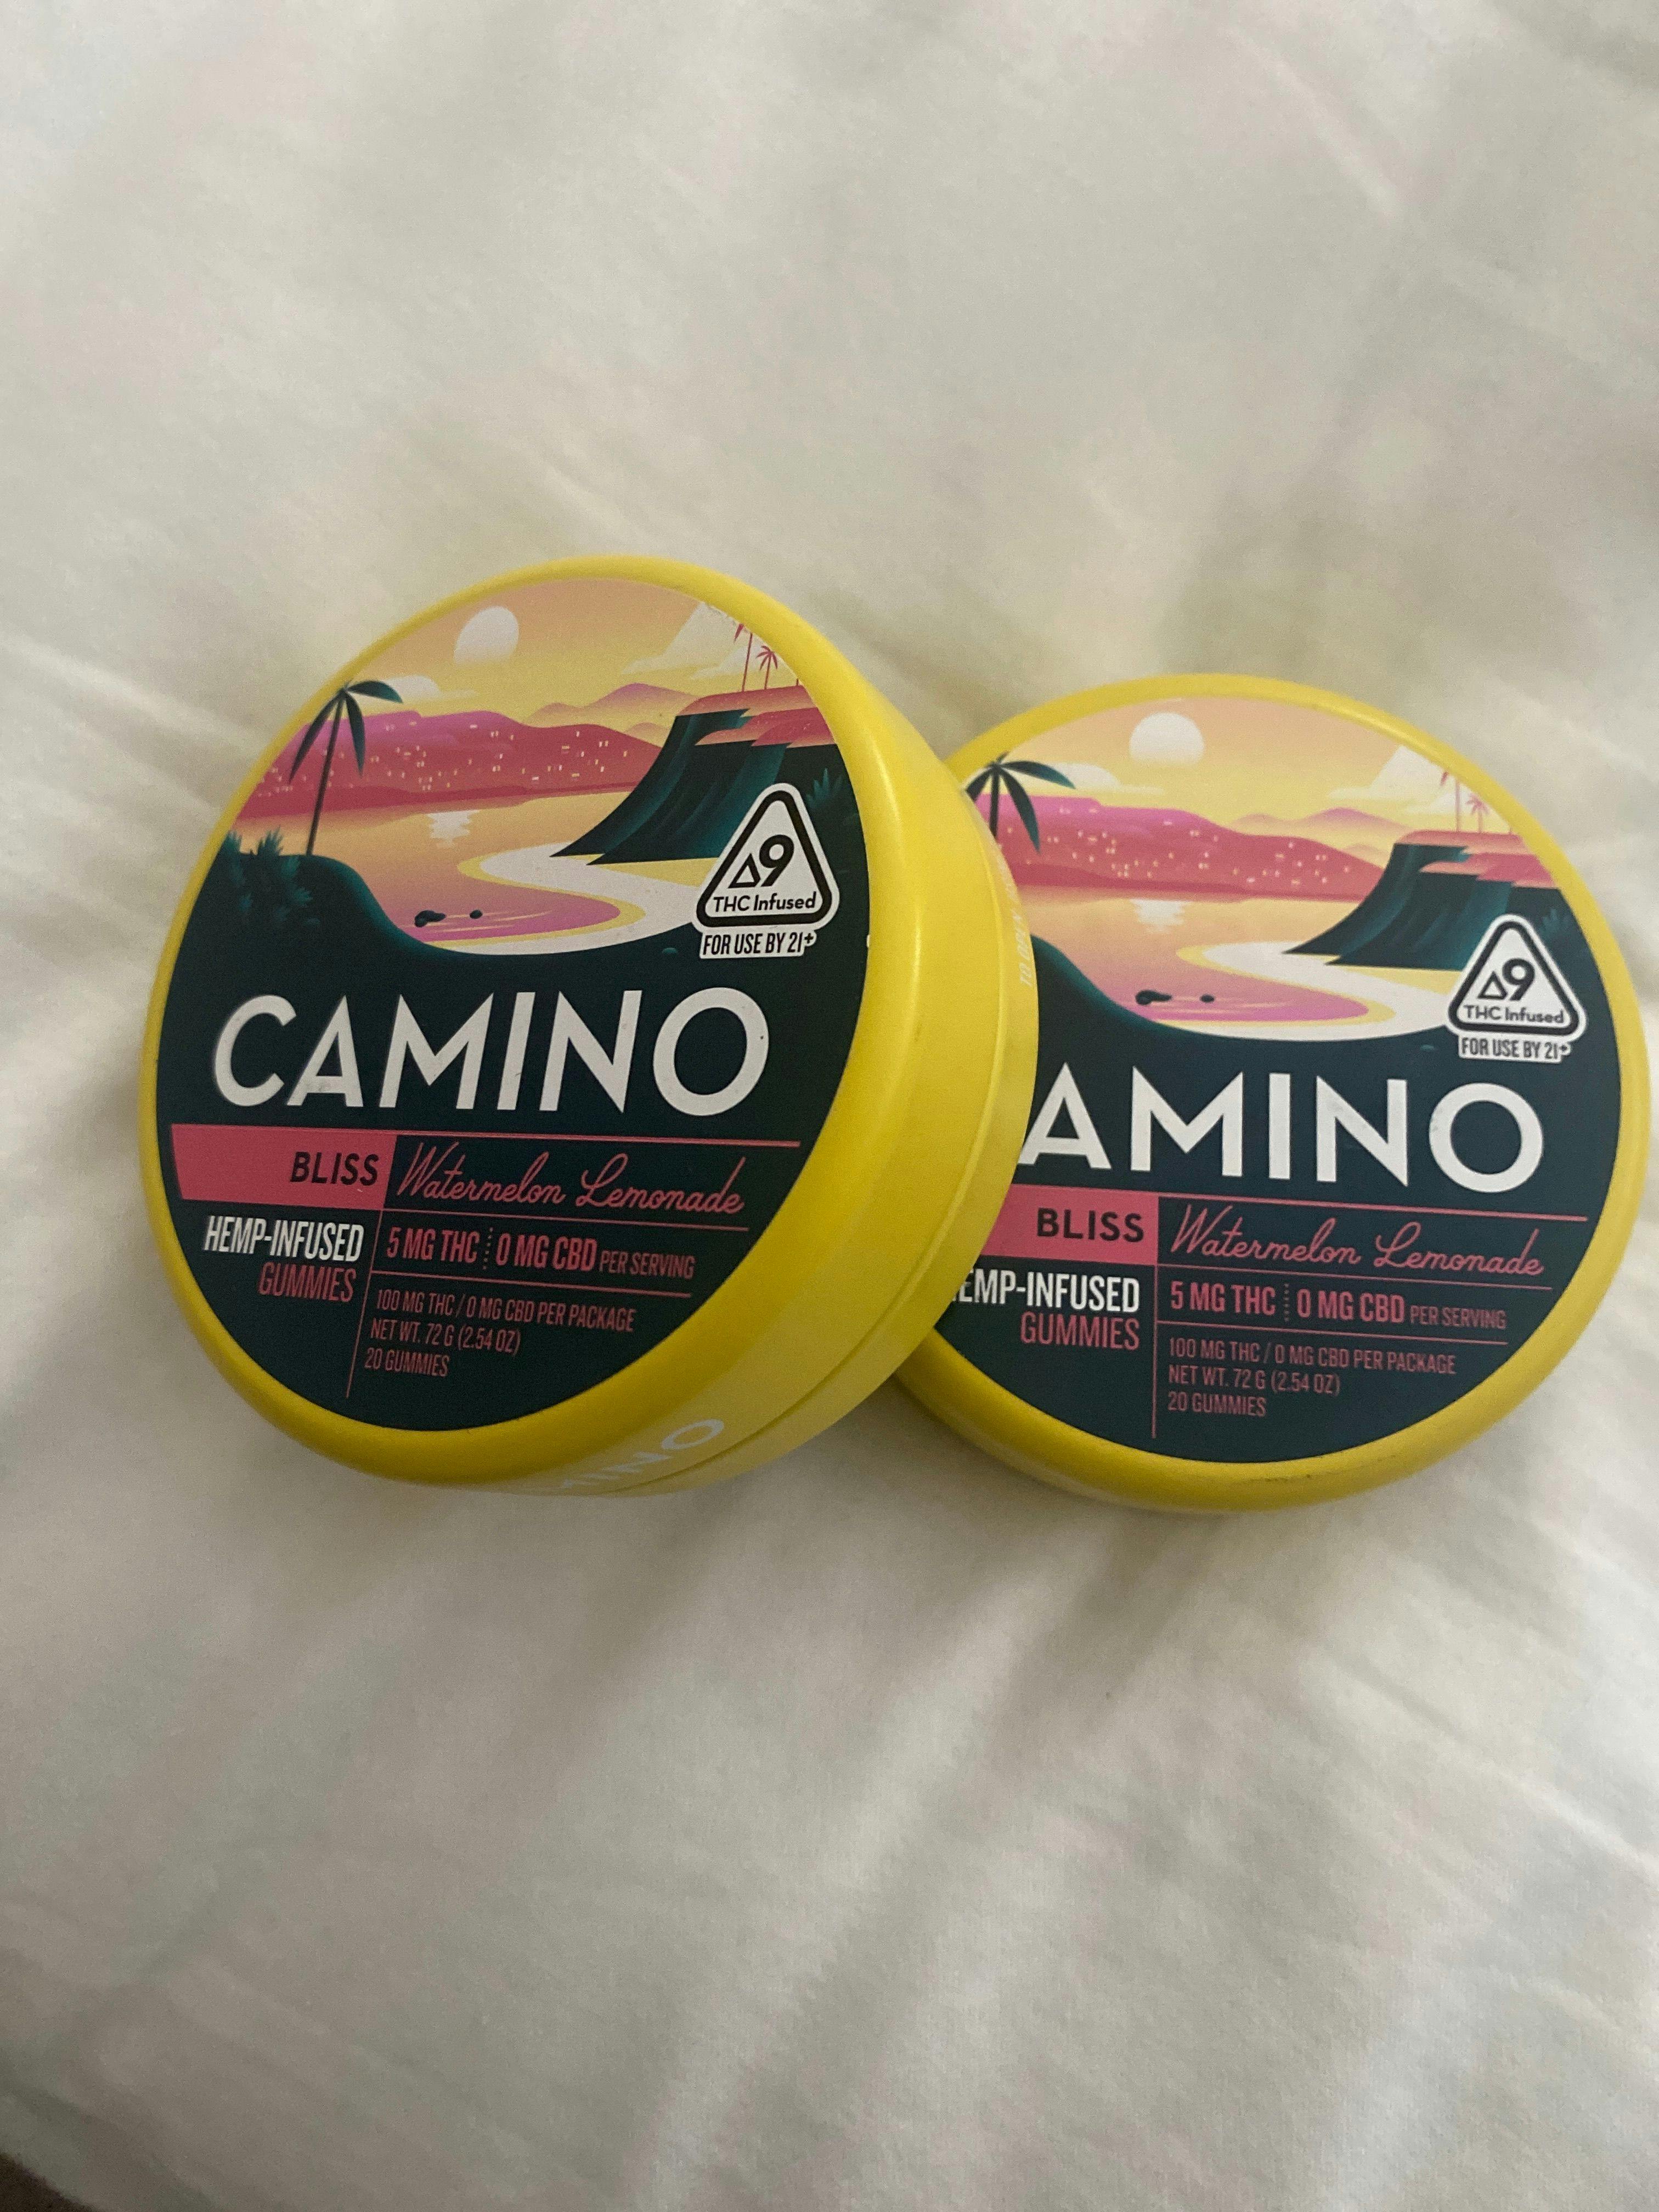 Δ9
THC Infused
FOR USE BY 21+
CAMINO
BLISS Watermelon Lemonade
HEMP-INFUSED
GUMMIES
5 MG THC 0 MG CBD PER SERVING
100 MG THC / 0 MG CBD PER PACKAGE
NET WT. 72 G (2.54 OZ)
20 GUMMIES
MINO
Δ9
THC Infused
FOR USE BY 21+
AMINO
BLISS Watermelon Lemonade
EMP-INFUSED
GUMMIES
5 MG THC 0 MG CBD PER SERVING
100 MG THC / 0 MG CBD PER PACKAGE
NET WT. 72 G (2.54 OZ)
20 GUMMIES